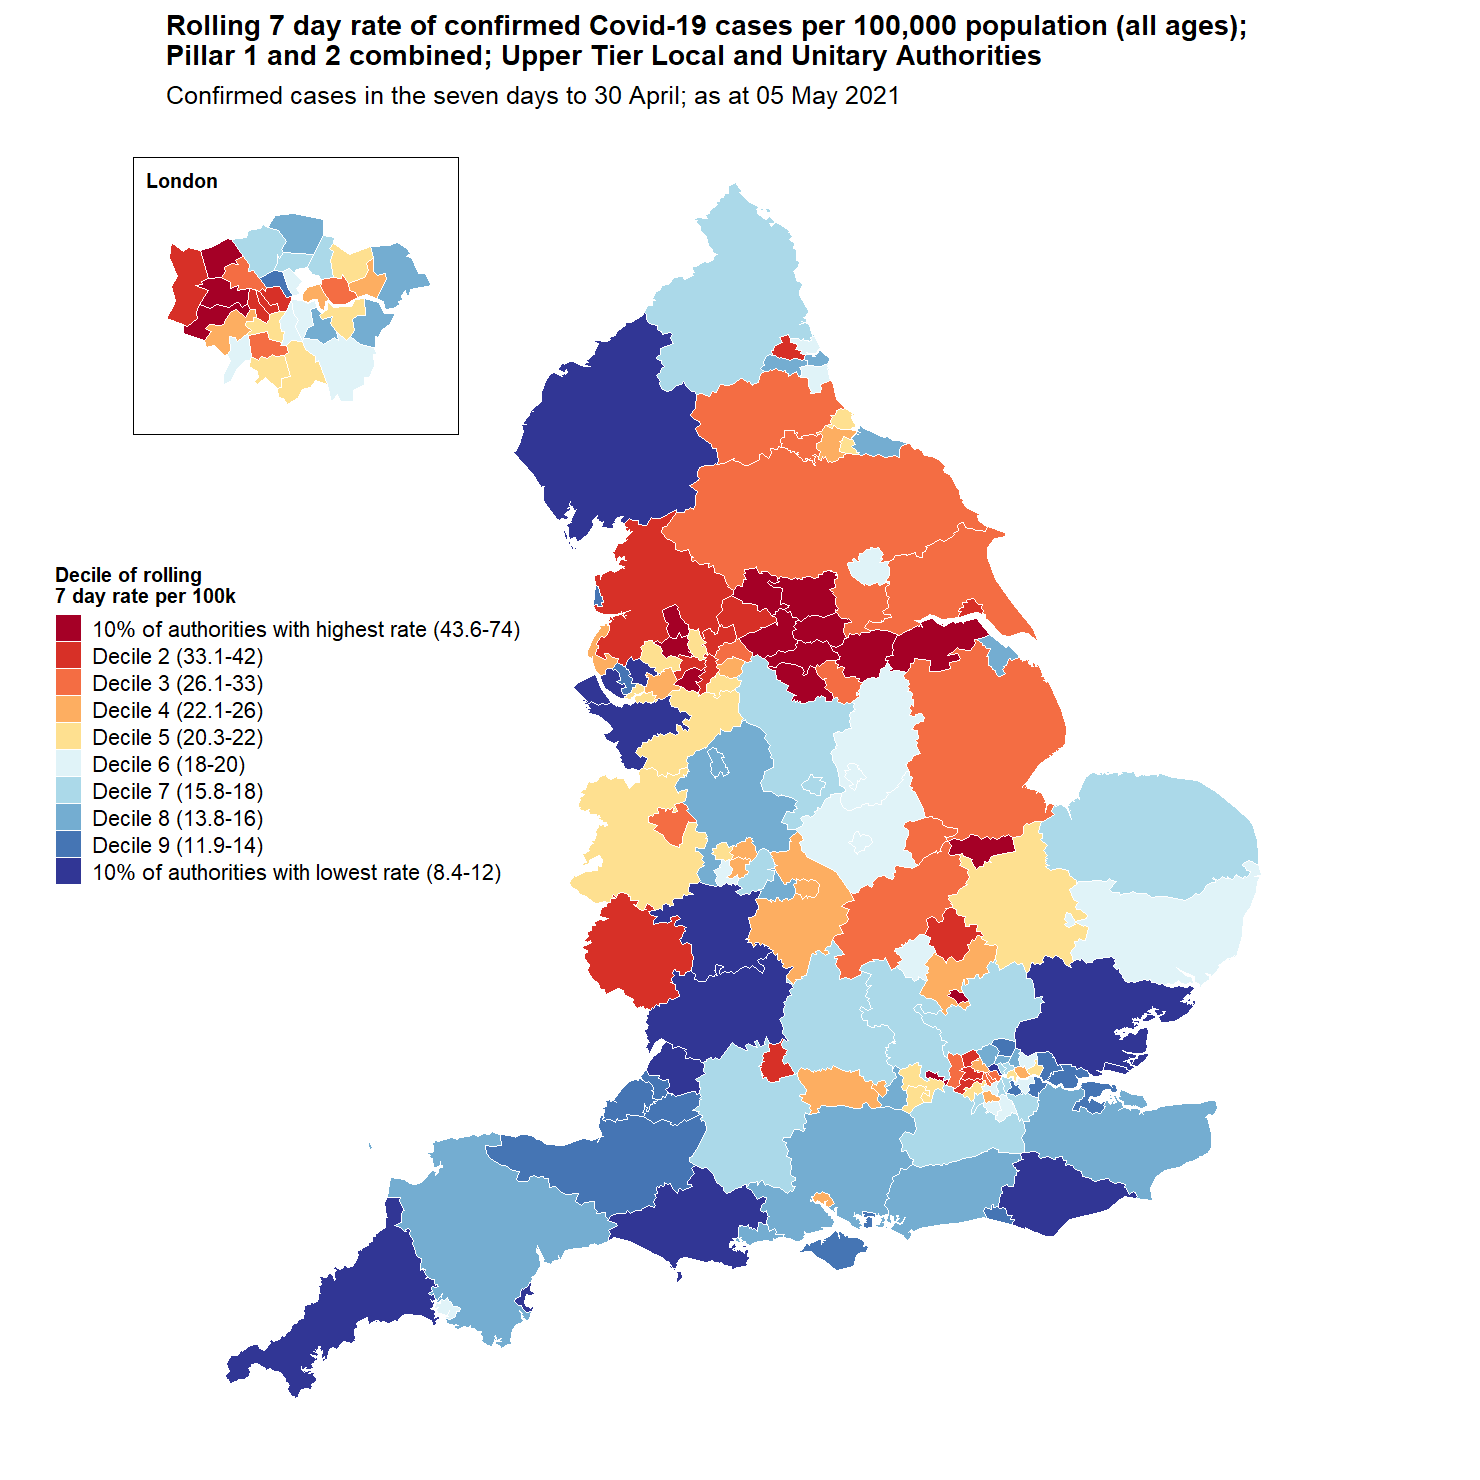 Rolling 7 day rate of confirmed Covid-19 cases per 100,000 population (all ages);
Pillar 1 and 2 combined; Upper Tier Local and Unitary Authorities
Confirmed cases in the seven days to 30 April; as at 05 May 2021
London
Decile of rolling
7 day rate per 100k
10% of authorities with highest rate (43.6-74)
Decile 2 (33.1-42)
Decile 3 (26.1-33)
Decile 4 (22.1-26)
Decile 5 (20.3-22)
Decile 6 (18-20)
Decile 7 (15.8-18)
Decile 8 (13.8-16)
Decile 9 (11.9-14)
10% of authorities with lowest rate (8.4-12)